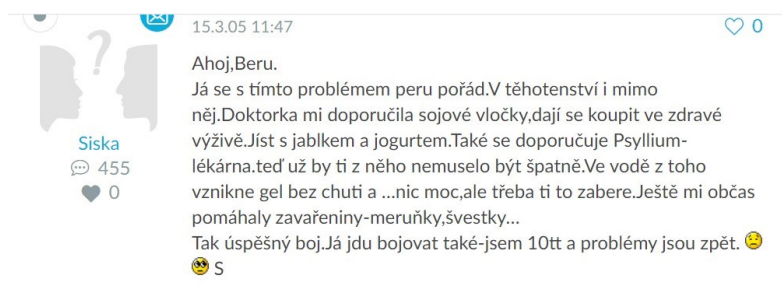 15.3.05 11:47
0
Ahoj,Beru.
Já se s tímto problémem peru pořád.V těhotenství i mimo
něj.Doktorka mi doporučila sojové vločky,dají se koupit ve zdravé
výživě.Jíst s jablkem a jogurtem.Také se doporučuje Psyllium-
lékárna.teď už by ti z něho nemuselo být špatně.Ve vodě z toho
vznikne gel bez chuti a ...nic moc,ale třeba ti to zabere.Ještě mi občas
pomáhaly zavařeniny-meruňky,švestky...
Tak úspěšný boj.Já jdu bojovat také-jsem 10tt a problémy jsou zpět.
S
Siska
455
0